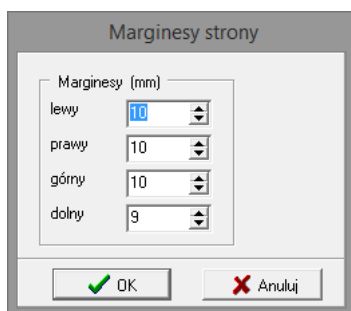 Marginesy strony
Marginesy (mm)
lewy 10
prawy 10
górny 10
dolny 9
OK Anuluj